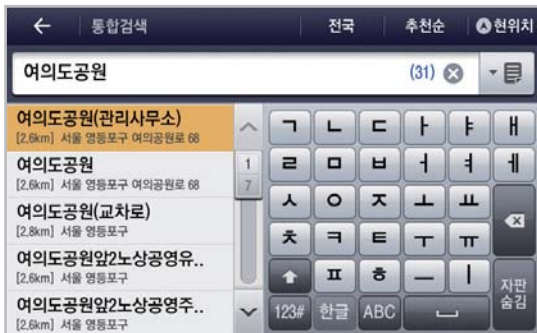 통합검색 전국 추천순 현위치
여의도공원 (31)
여의도공원(관리사무소)
[2.6km] 서울 영등포구 여의공원로 68
여의도공원
[2.6km] 서울 영등포구 여의공원로 68
여의도공원(교차로)
[2.8km] 서울 영등포구
여의도공원앞2노상공영유..
[2.6km] 서울 영등포구
여의도공원앞2노상공영주..
[2.6km] 서울 영등포구
1
7
ㄱ ㄴ ㄷ ㅏ ㅑ ㅐ
ㄹ ㅁ ㅂ ㅓ ㅕ ㅔ
ㅅ ㅇ ㅈ ㅗ ㅛ
ㅊ ㅋ ㅌ ㅜ ㅠ
ㅍ ㅎ ㅡ ㅣ
자판
숨김
123# 한글 ABC